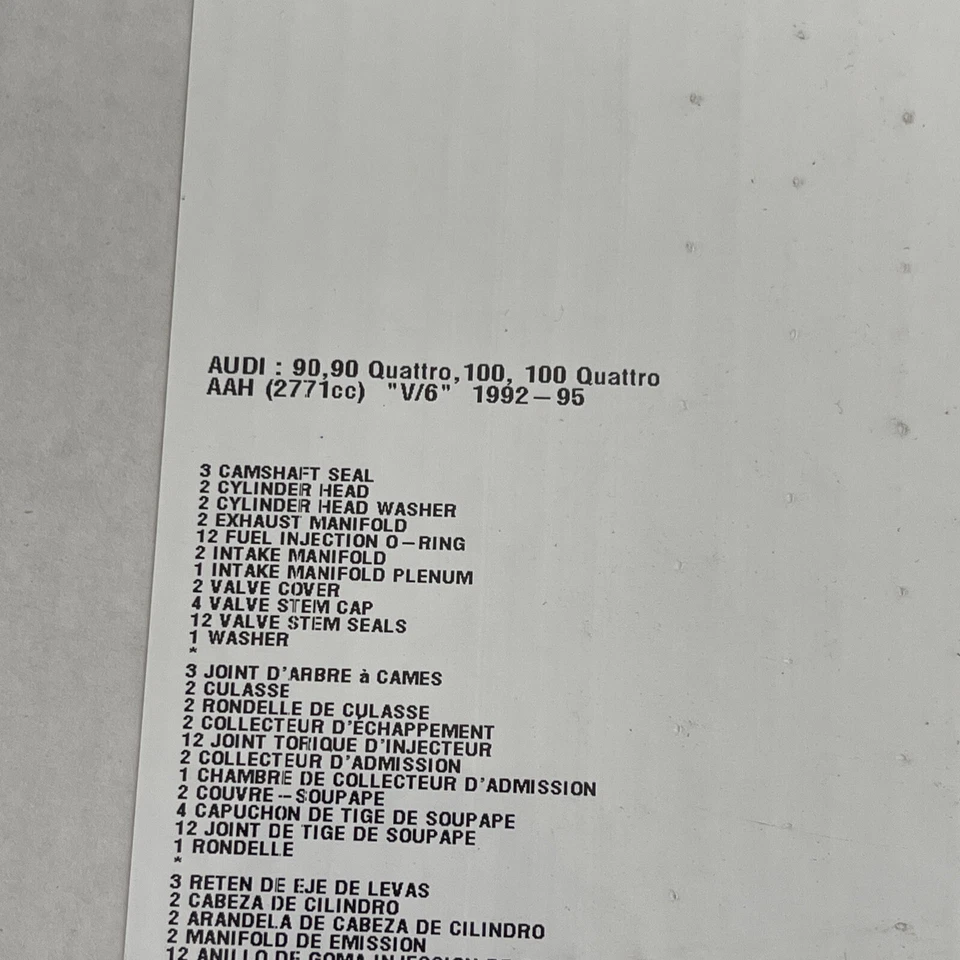 AUDI : 90,90 Quattro,100, 100 Quattro
AAH (2771cc) "V/6" 1992-95
3 CAMSHAFT SEAL
2 CYLINDER HEAD
2 CYLINDER HEAD WASHER
2 EXHAUST MANIFOLD
12 FUEL INJECTION O-RING
2 INTAKE MANIFOLD
1 INTAKE MANIFOLD PLENUM
2 VALVE COVER
4 VALVE STEM CAP
12 VALVE STEM SEALS
1 WASHER
*
3 JOINT D'ARBRE à CAMES
2 CULASSE
2 RONDELLE DE CULASSE
2 COLLECTEUR D'ÉCHAPPEMENT
12 JOINT TORIQUE D'INJECTEUR
2 COLLECTEUR D'ADMISSION
1 CHAMBRE DE COLLECTEUR D'ADMISSION
2 COUVRE-SOUPAPE
4 CAPUCHON DE TIGE DE SOUPAPE
12 JOINT DE TIGE DE SOUPAPE
1 RONDELLE
*
3 RETEN DE EJE DE LEVAS
2 CABEZA DE CILINDRO
2 ARANDELA DE CABEZA DE CILINDRO
2 MANIFOLD DE EMISSION
12 ANILLO DE GOMA INJECCION